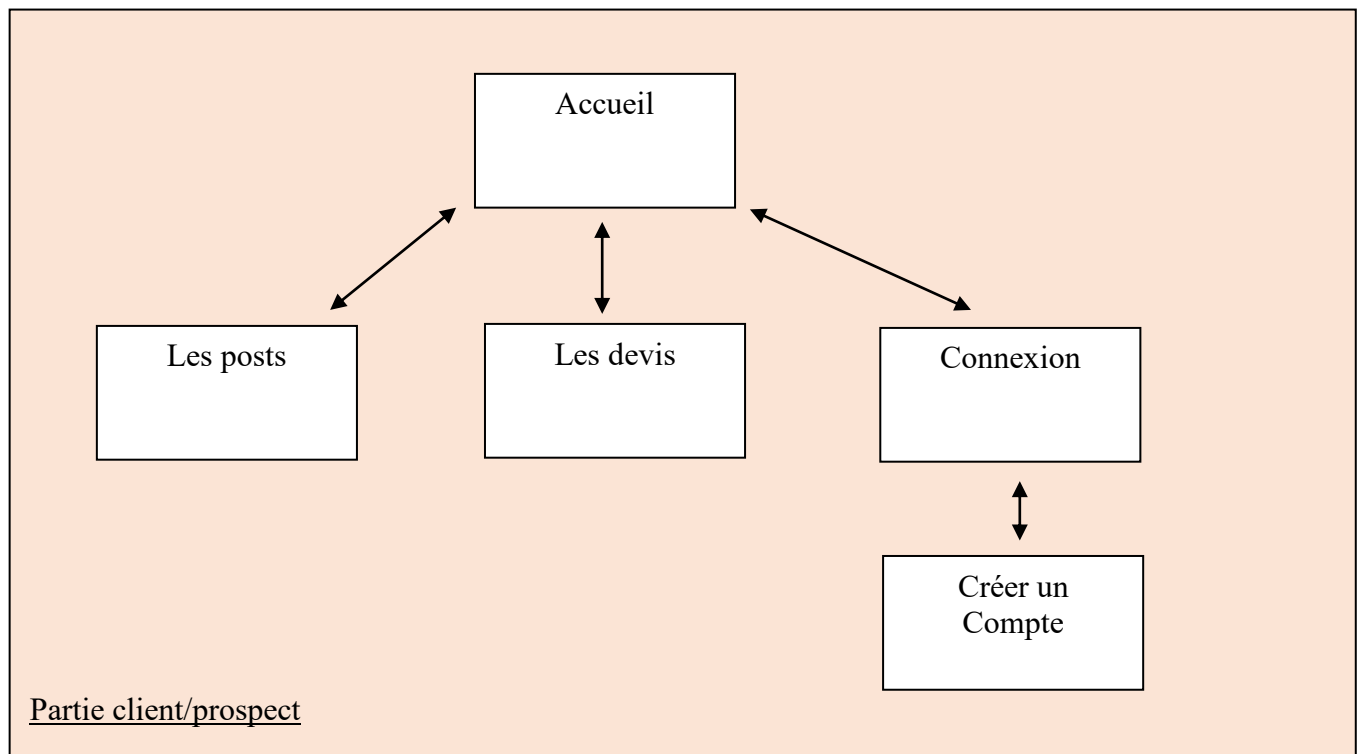 Accueil
Les posts
Les devis
Connexion
Créer un
Compte
Partie client/prospect